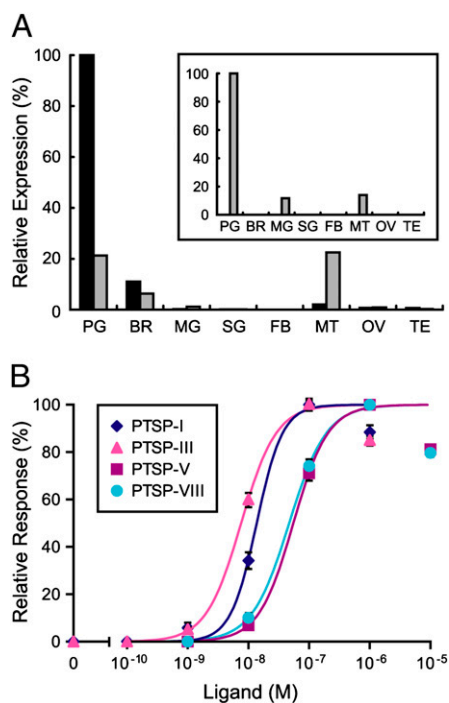 A
Relative Expression (%)
100
80
60
40
20
0
PG BR MG SG FB MT OV TE
100
80
60
40
20
0
PG BR MG SG FB MT OV TE
B
Relative Response (%)
100
80
60
40
20
0
PTSP-I
PTSP-III
PTSP-V
PTSP-VIII
0 10⁻¹⁰ 10⁻⁹ 10⁻⁸ 10⁻⁷ 10⁻⁶ 10⁻⁵
Ligand (M)